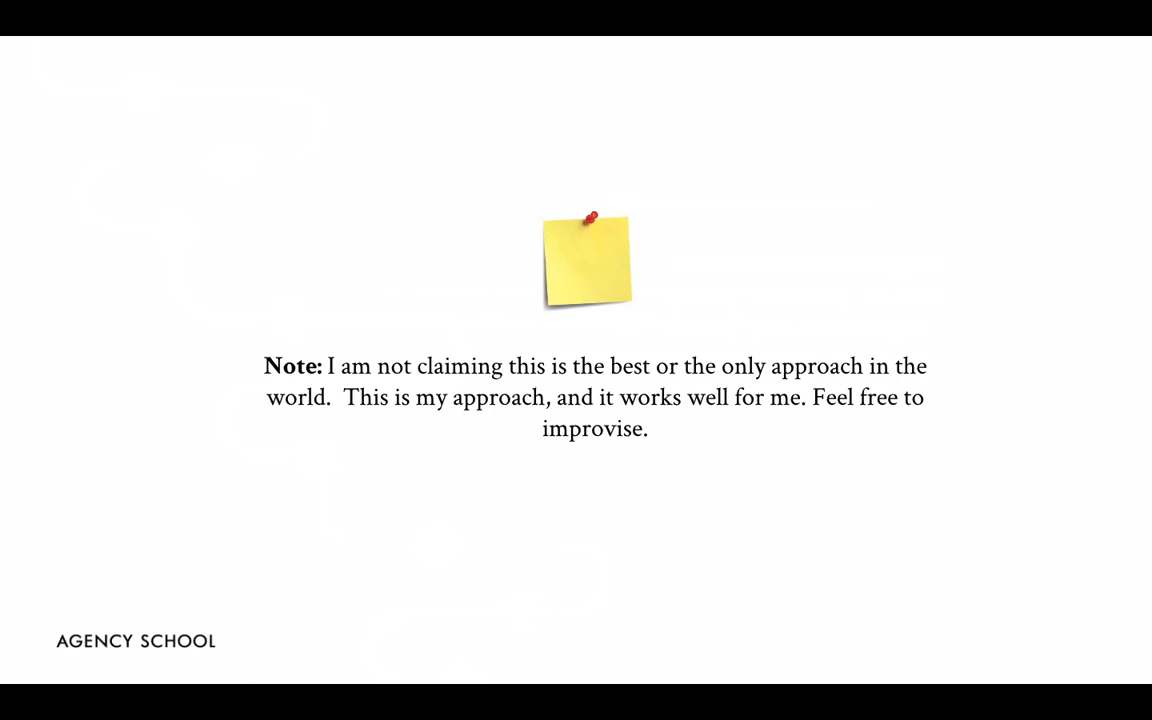 Note: I am not claiming this is the best or the only approach in the
world.  This is my approach, and it works well for me. Feel free to
improvise.
AGENCY SCHOOL